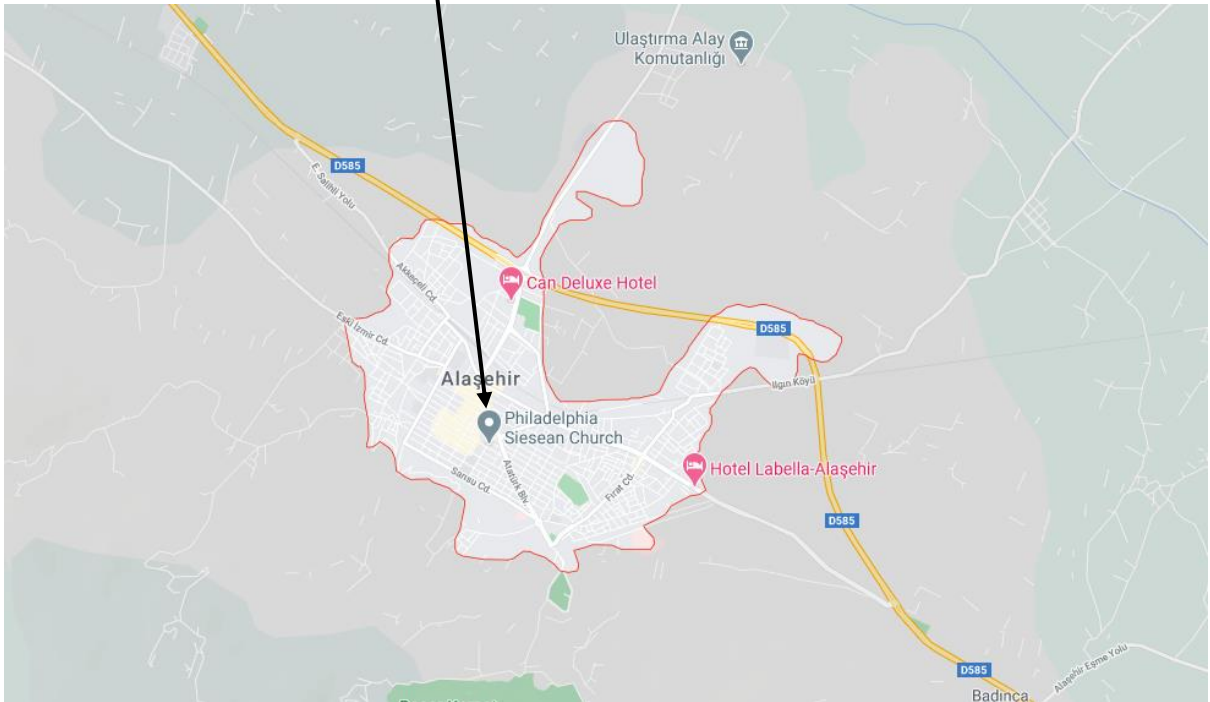 Ulaştırma Alay
Komutanlığı
D585
E. Salihli Yolu
Akkeçeli Cd.
Can Deluxe Hotel
Eski İzmir Cd.
D585
Ilgın Köyü
Alaşehir
Philadelphia
Siesean Church
Sarısu Cd.
Atatürk Blv.
Fırat Cd.
Hotel Labella-Alaşehir
D585
D585
Alaşehir Eşme Yolu
Badınca